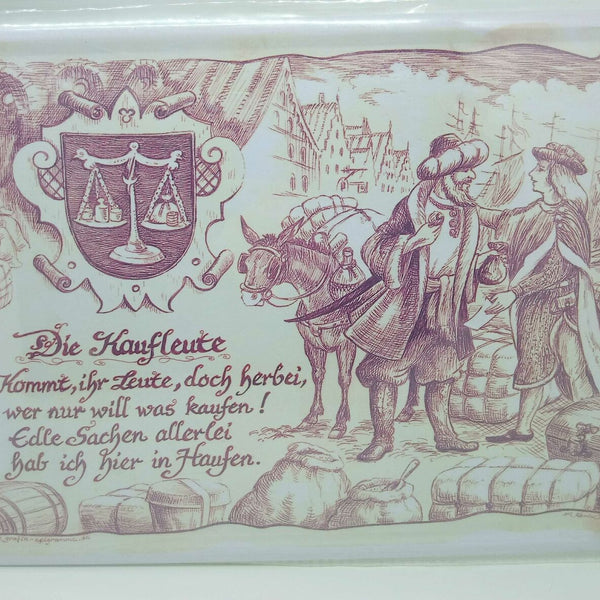 Die Kaufleute
Kommt, ihr Leute, doch herbei,
wer nur will was kaufen!
Edle Sachen allerlei
hab ich hier in Haufen.